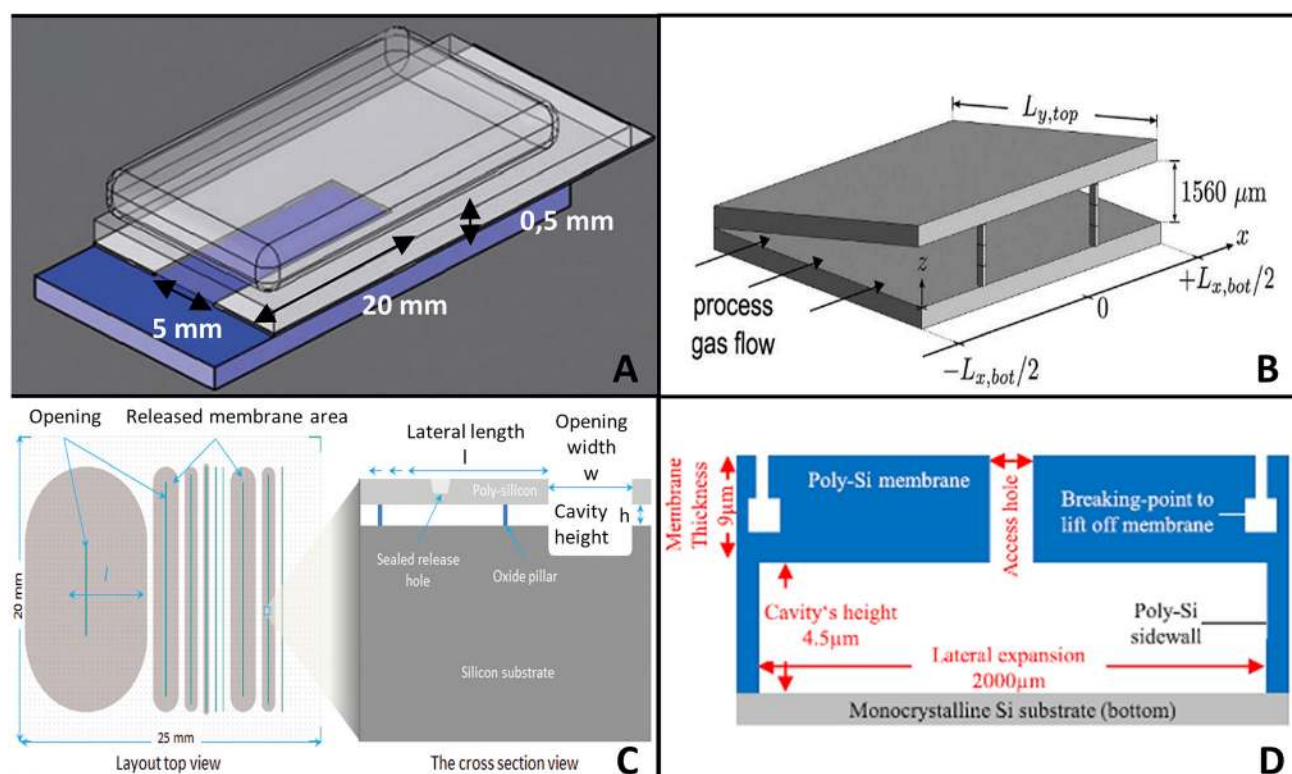 0,5 mm
20 mm
5 mm
A
L_{y,top}
1560 μm
x
z
+L_{x,bot}/2
0
process
gas flow
−L_{x,bot}/2
B
Opening
Released membrane area
l
20 mm
25 mm
Layout top view
Lateral length
l
Opening
width
w
Poly-silicon
Cavity
height
h
Sealed release
hole
Oxide pillar
Silicon substrate
The cross section view
C
Membrane
Thickness
9μm
Poly-Si membrane
Access hole
Breaking-point to
lift off membrane
Cavity's height
4.5μm
Poly-Si
sidewall
Lateral expansion
2000μm
Monocrystalline Si substrate (bottom)
D